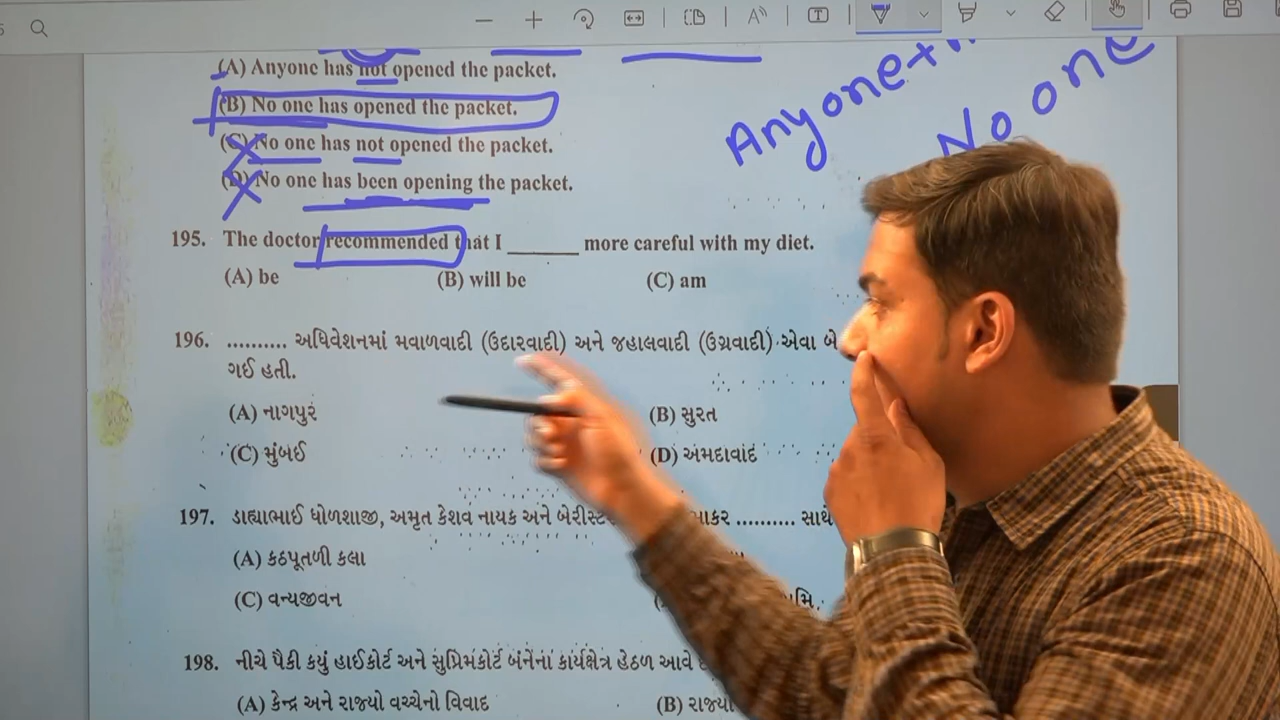 Anyone+
No one
(A) Anyone has not opened the packet.
(B) No one has opened the packet.
(C) No one has not opened the packet.
(D) No one has been opening the packet.
195. The doctor recommended that I ______ more careful with my diet.
(A) be (B) will be (C) am
196. .......... અધિવેશનમાં મવાળવાદી (ઉદારવાદી) અને જહાલવાદી (ઉગ્રવાદી) એવા બે
ગઈ હતી.
(A) નાગપુર (B) સુરત
(C) મુંબઈ (D) અમદાવાદ
197. ડાહ્યાભાઈ ધોળશાજી, અમૃત કેશવ નાયક અને .......... સાથે
(A) કઠપૂતળી કલા
(C) વન્યજીવન
198. નીચે પૈકી કયું હાઈકોર્ટ અને સુપ્રિમકોર્ટ બંનેના કાર્યક્ષેત્ર હેઠળ આવે
(A) કેન્દ્ર અને રાજ્યો વચ્ચેનો વિવાદ (B)